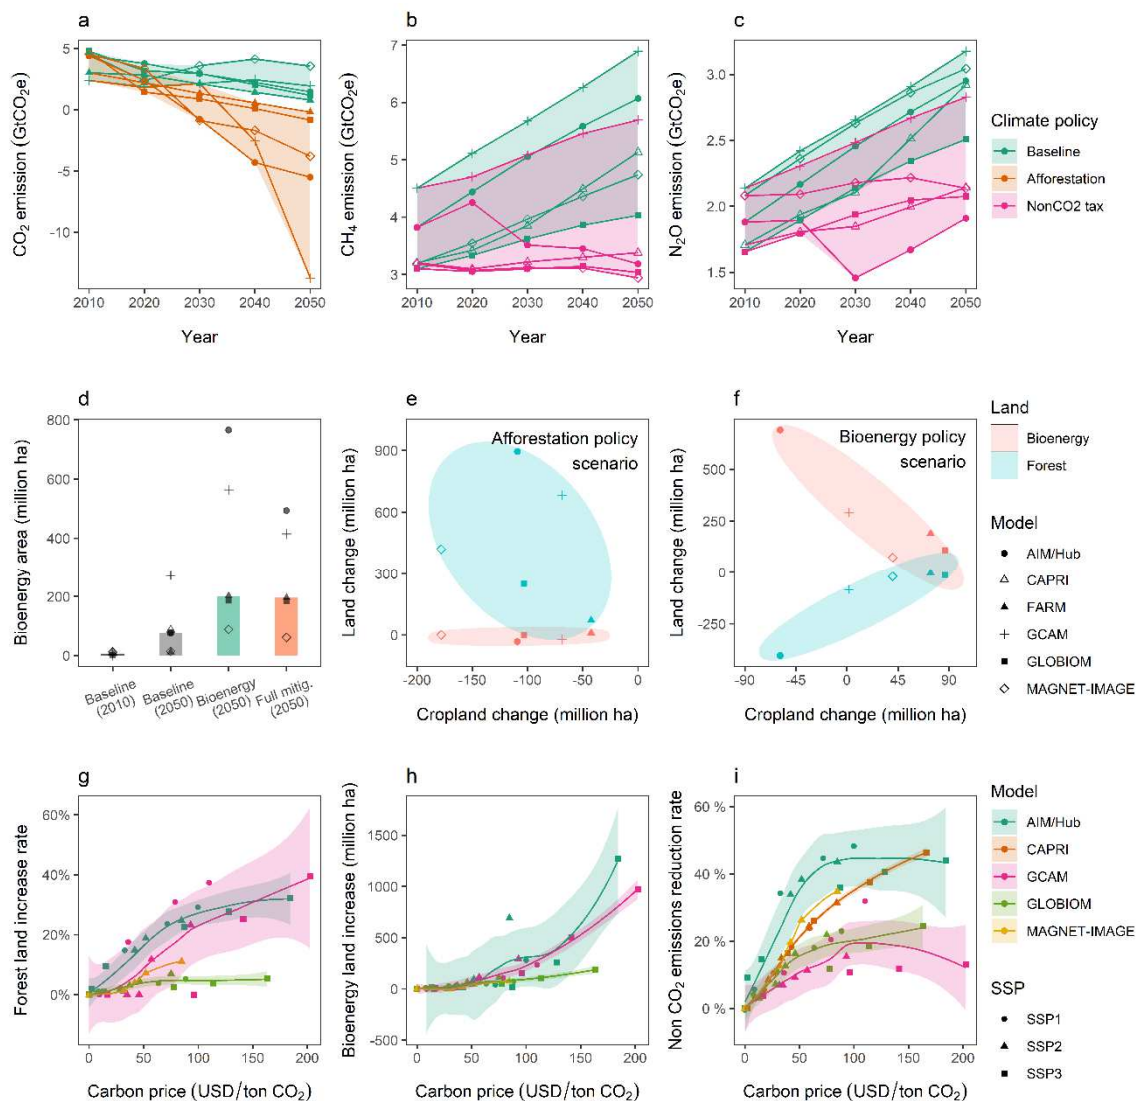 a
CO2 emission (GtCO2e)
5
0
-5
-10
2010 2020 2030 2040 2050
Year
b
CH4 emission (GtCO2e)
7
6
5
4
3
2010 2020 2030 2040 2050
Year
c
N2O emission (GtCO2e)
3.0
2.5
2.0
1.5
2010 2020 2030 2040 2050
Year
Climate policy
Baseline
Afforestation
NonCO2 tax
d
Bioenergy area (million ha)
800
600
400
200
0
Baseline
(2010)
Baseline
(2050)
Bioenergy
(2050)
Full mitig.
(2050)
e
Afforestation policy
scenario
Land change (million ha)
900
600
300
0
-200 -150 -100 -50 0
Cropland change (million ha)
f
Bioenergy policy
scenario
Land change (million ha)
500
250
0
-250
-90 -45 0 45 90
Cropland change (million ha)
Land
Bioenergy
Forest
Model
AIM/Hub
CAPRI
FARM
GCAM
GLOBIOM
MAGNET-IMAGE
g
Forest land increase rate
60%
40%
20%
0%
0 50 100 150 200
Carbon price (USD/ton CO2)
h
Bioenergy land increase (million ha)
1500
1000
500
0
-500
0 50 100 150 200
Carbon price (USD/ton CO2)
i
Non CO2 emissions reduction rate
60 %
40 %
20 %
0 %
0 50 100 150 200
Carbon price (USD/ton CO2)
Model
AIM/Hub
CAPRI
GCAM
GLOBIOM
MAGNET-IMAGE
SSP
SSP1
SSP2
SSP3